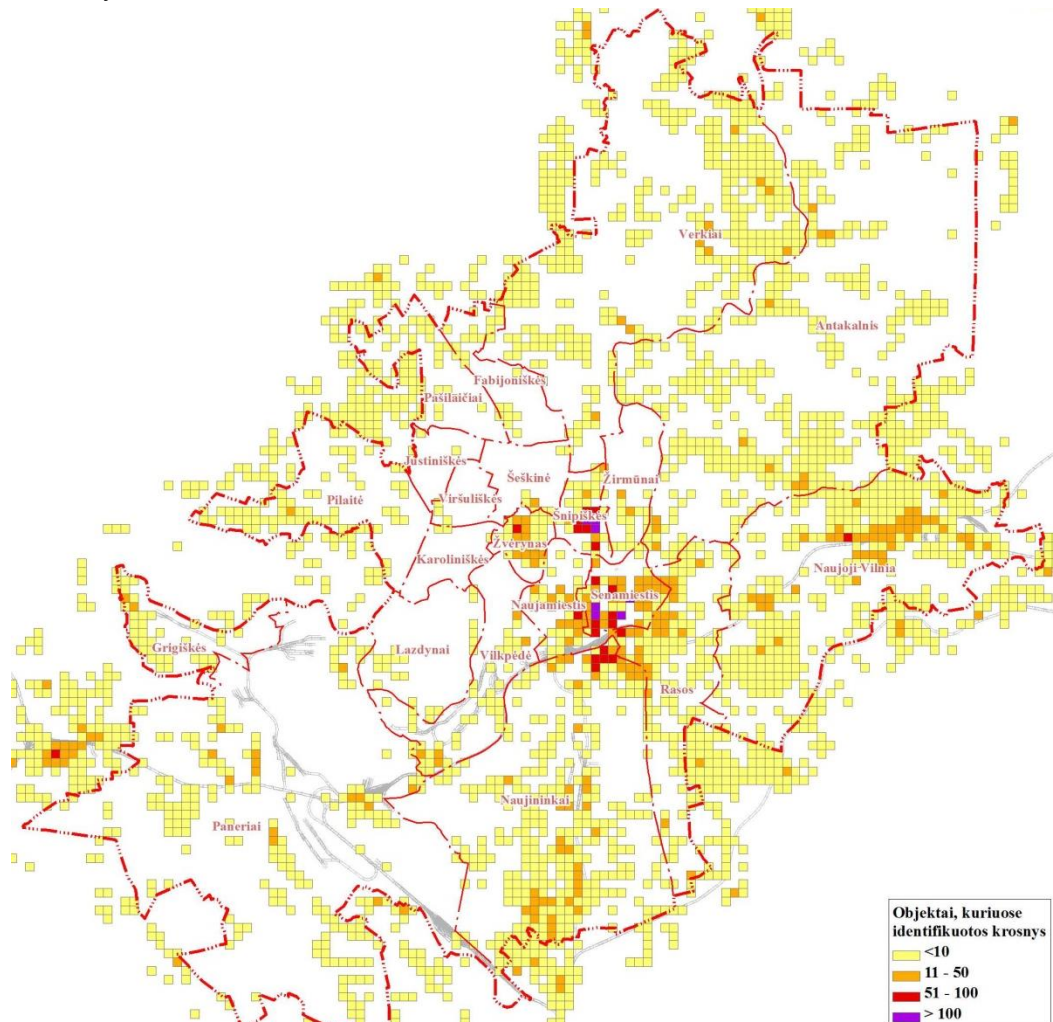 Verkiai
Antakalnis
Fabijoniškės
Pašilaičiai
Justiniškės
Šeškinė
Žirmūnai
Pilaitė
Viršuliškės
Šnipiškės
Žvėrynas
Karoliniškės
Naujoji Vilnia
Senamiestis
Naujamiestis
Grigiškės
Lazdynai
Vilkpėdė
Rasos
Naujininkai
Paneriai
Objektai, kuriuose
identifikuotos krosnys
<10
11 - 50
51 - 100
> 100